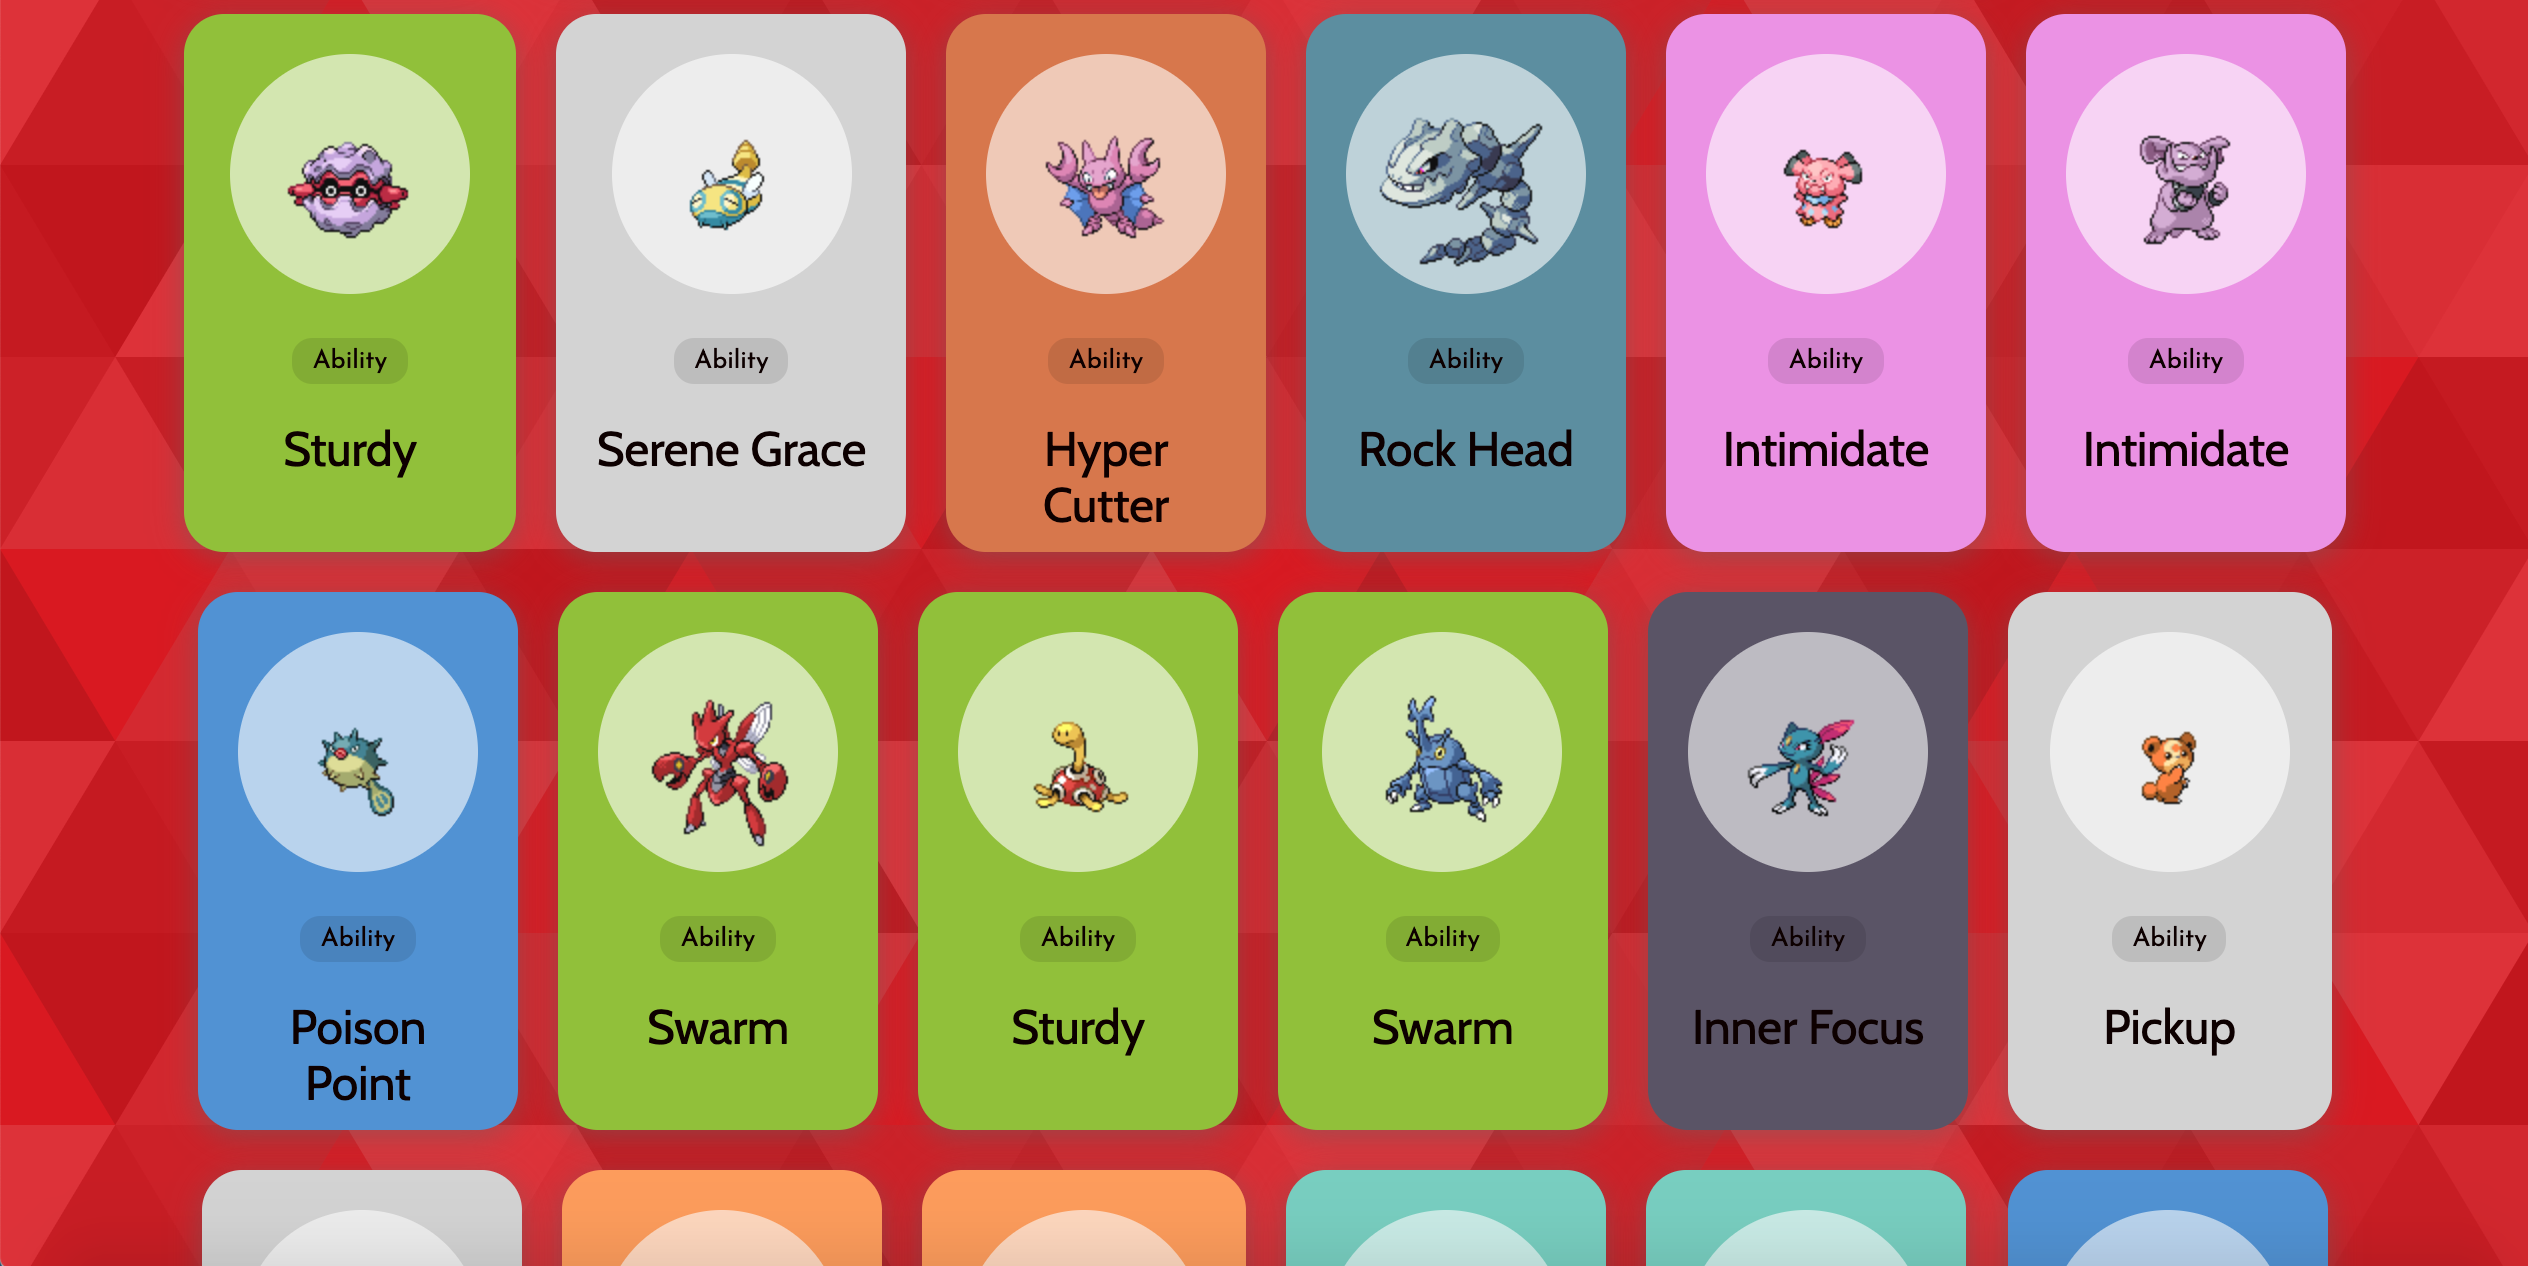 Ability
Sturdy
Ability
Serene Grace
Ability
Hyper
Cutter
Ability
Rock Head
Ability
Intimidate
Ability
Intimidate
Ability
Poison
Point
Ability
Swarm
Ability
Sturdy
Ability
Swarm
Ability
Inner Focus
Ability
Pickup